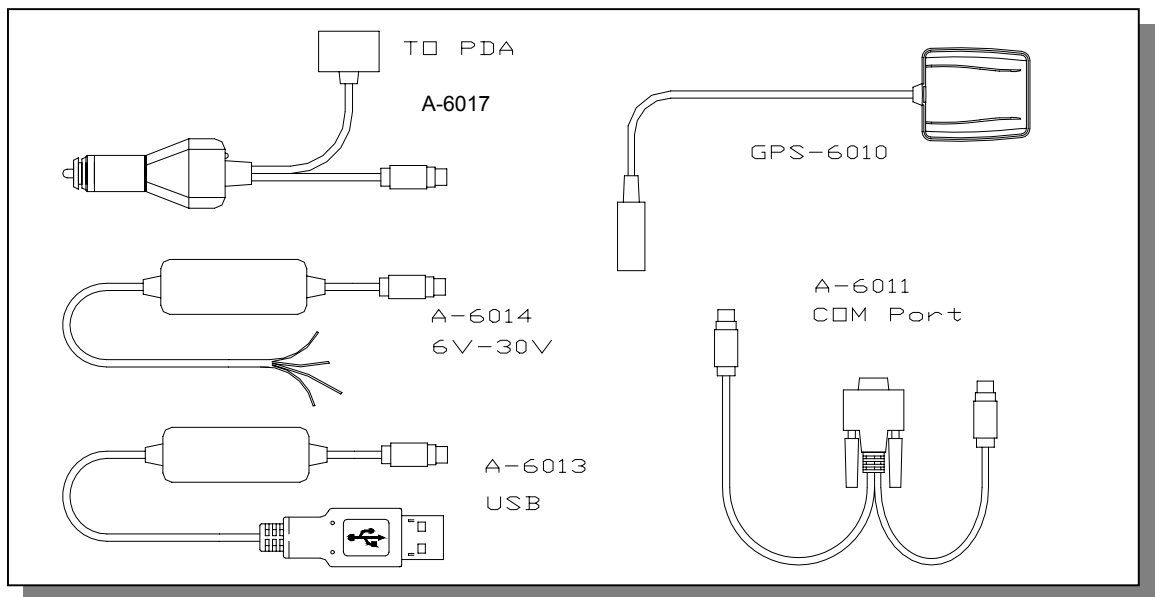 TO PDA
A-6017
GPS-6010
A-6014
6V-30V
A-6011
COM Port
A-6013
USB